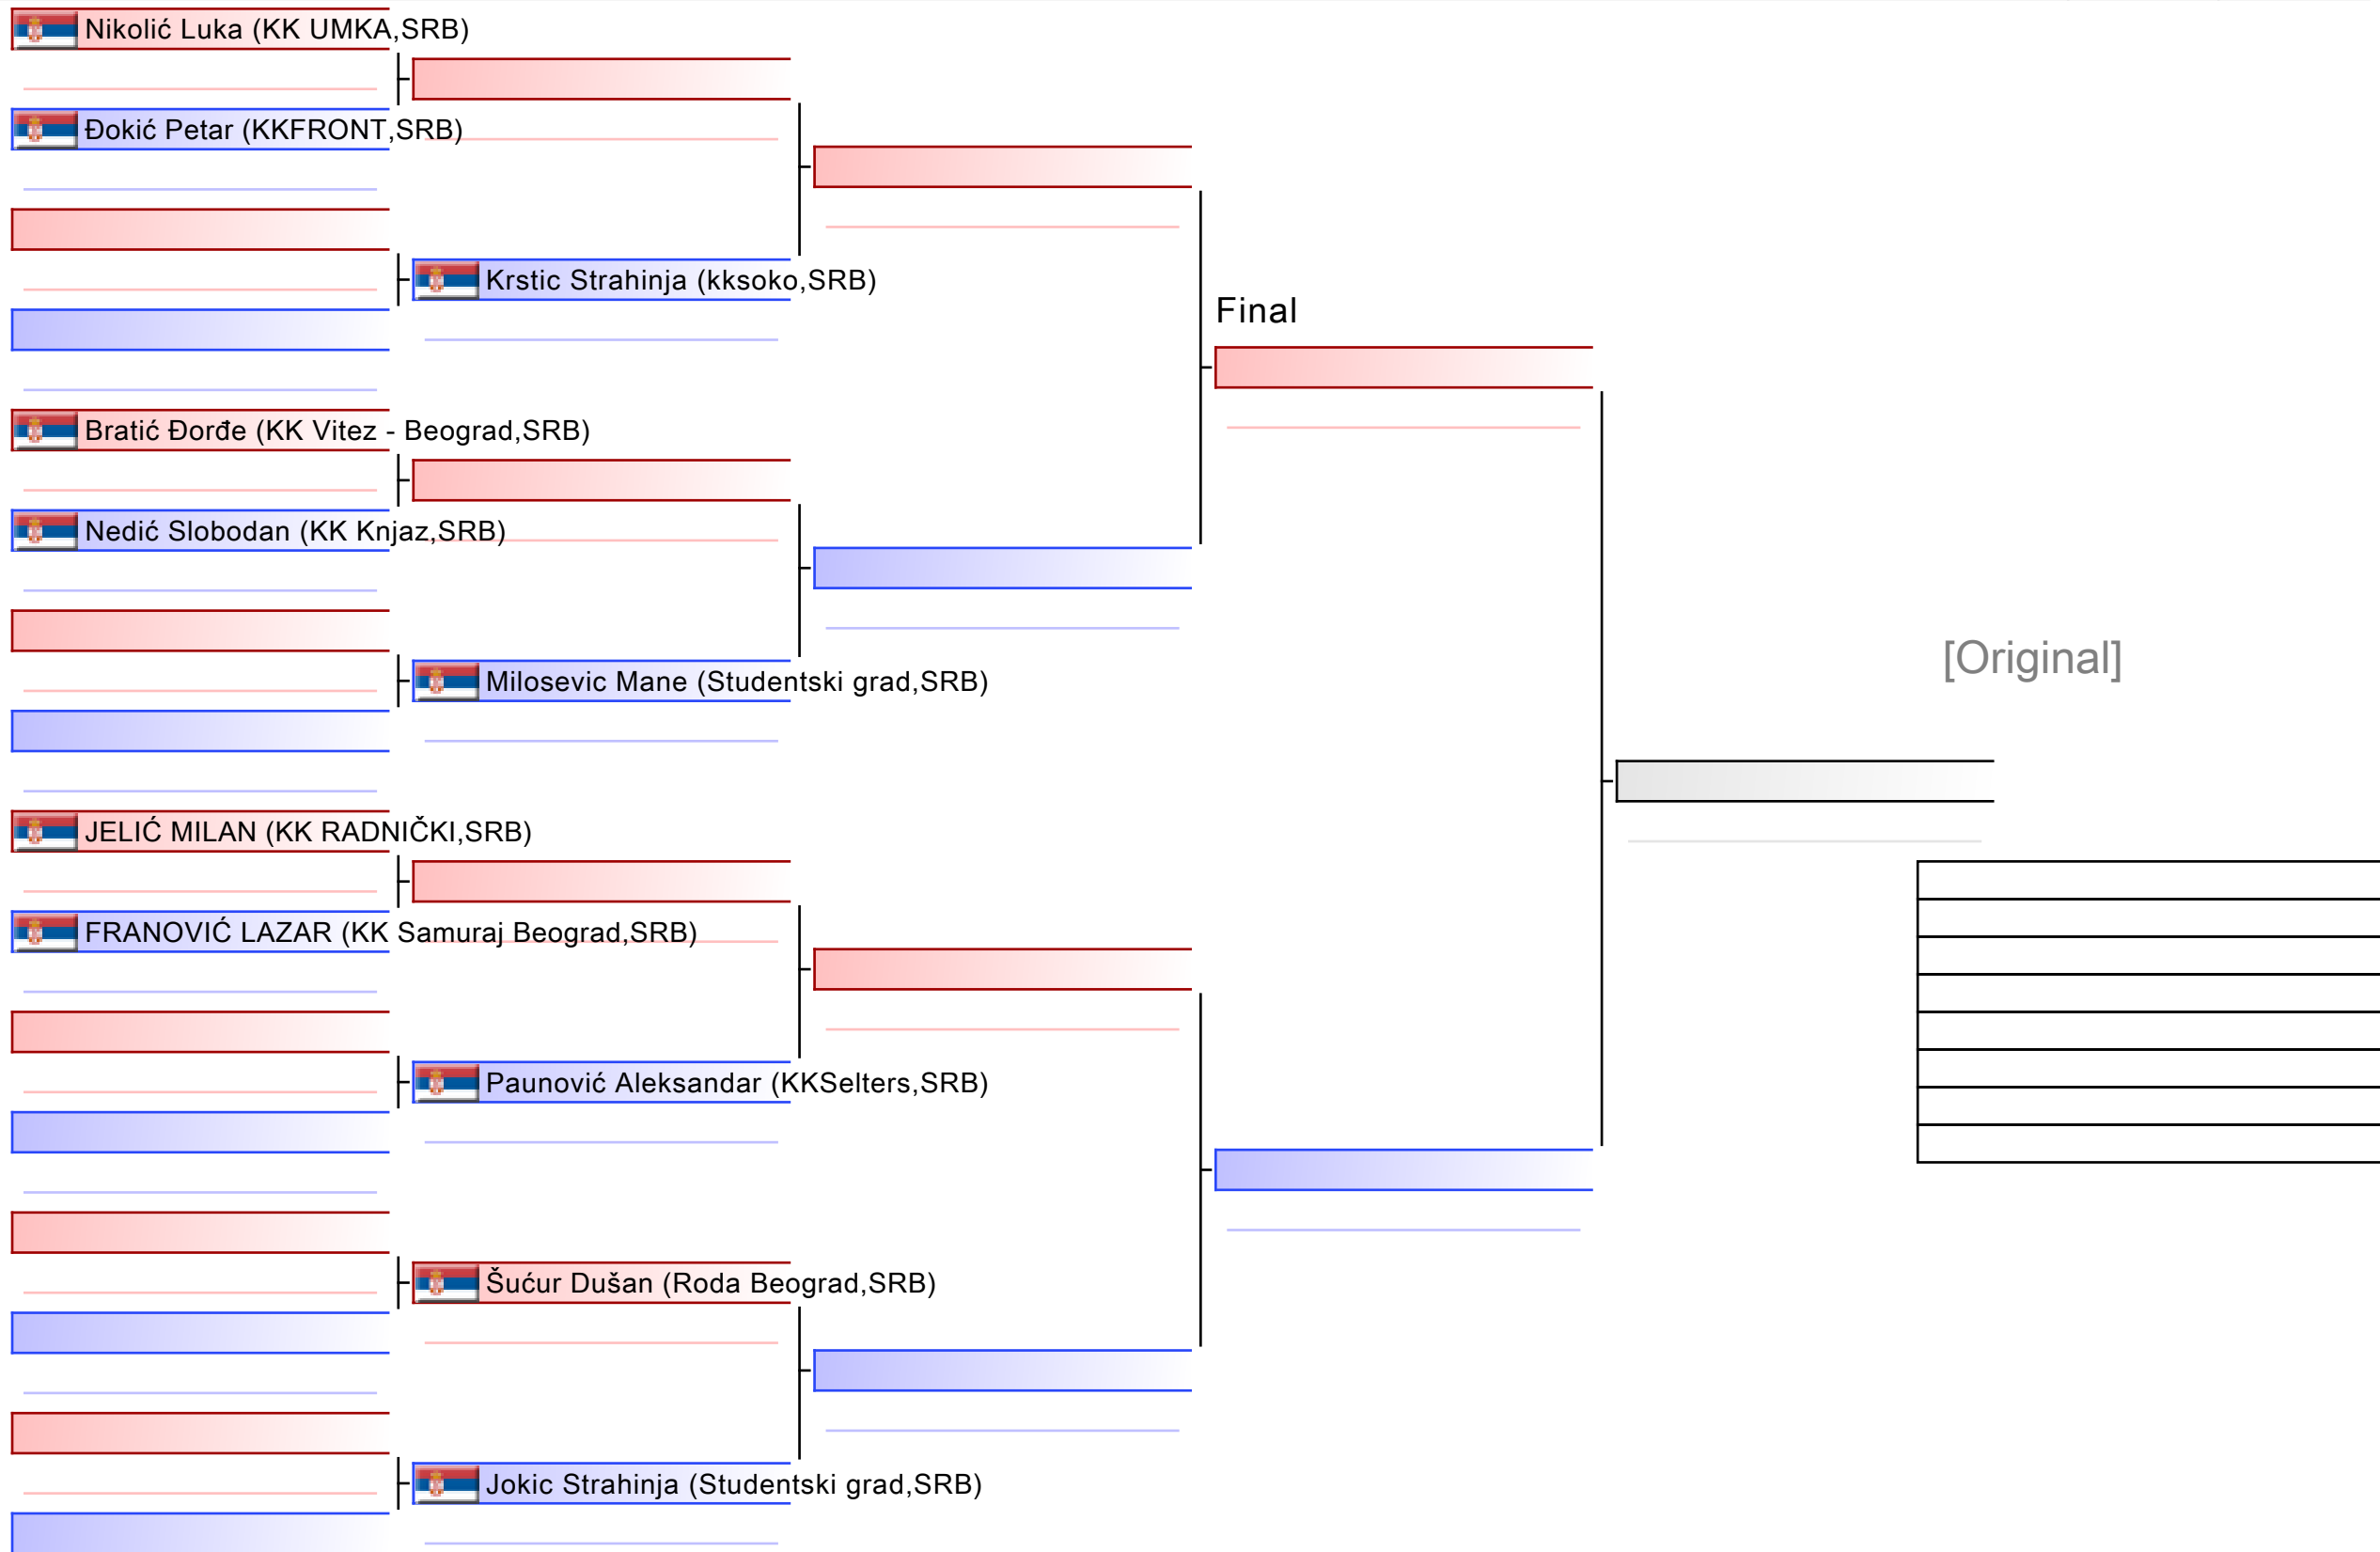 Nikolić Luka (KK UMKA,SRB)
Đokić Petar (KKFRONT,SRB)
Krstic Strahinja (kksoko,SRB)
Final
Bratić Đorđe (KK Vitez - Beograd,SRB)
Nedić Slobodan (KK Knjaz,SRB)
[Original]
Milosevic Mane (Studentski grad,SRB)
JELIĆ MILAN (KK RADNIČKI,SRB)
FRANOVIĆ LAZAR (KK Samuraj Beograd,SRB)
Paunović Aleksandar (KKSelters,SRB)
Šućur Dušan (Roda Beograd,SRB)
Jokic Strahinja (Studentski grad,SRB)